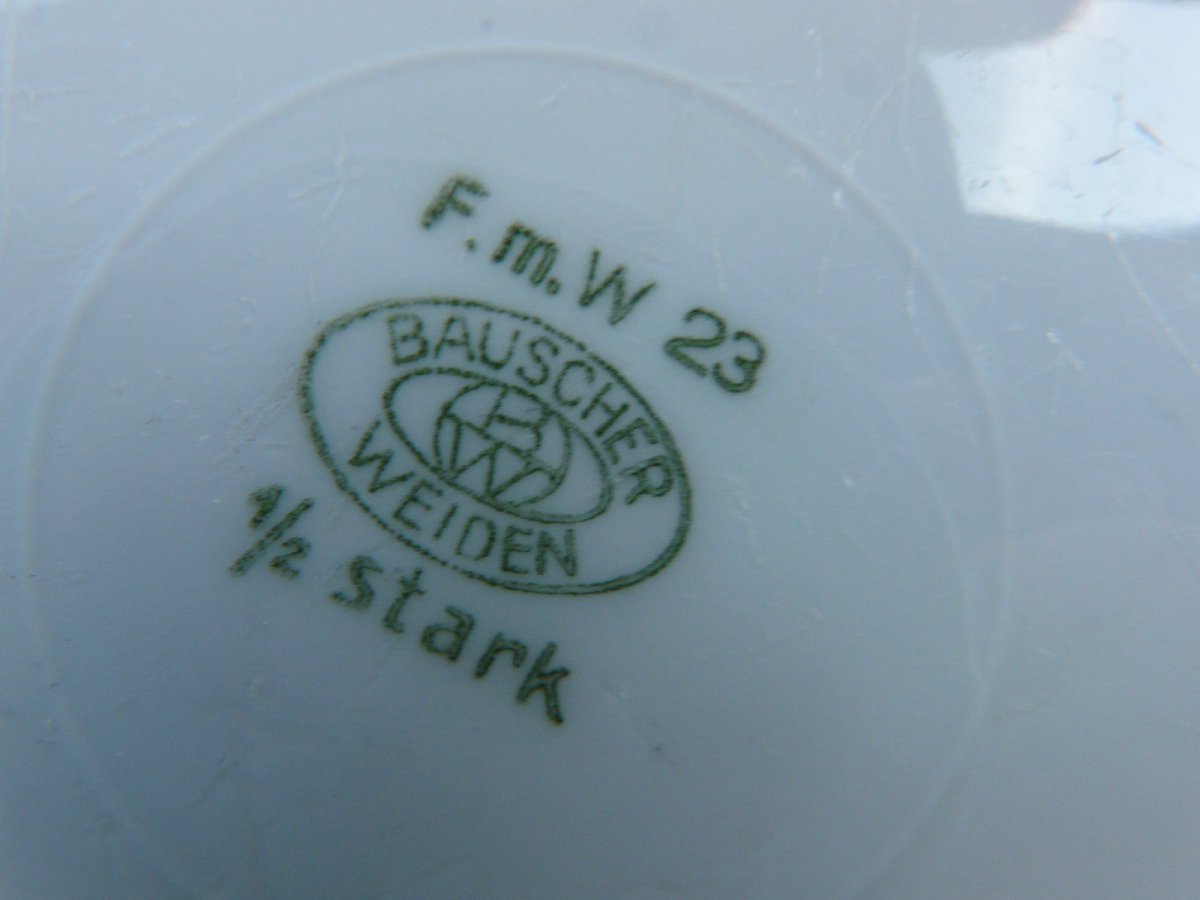 F.m.W 23
BAUSCHER
BW
WEIDEN
1/2 stark